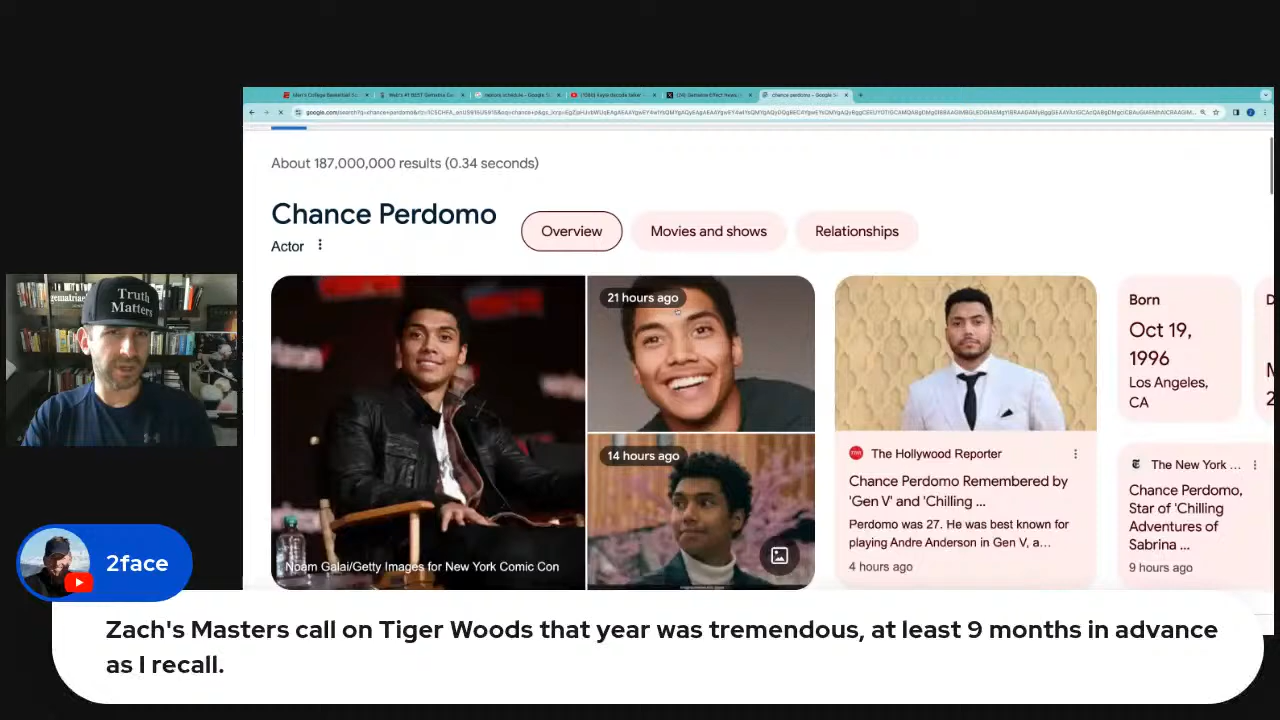 About 187,000,000 results (0.34 seconds)
Chance Perdomo
Actor
Overview
Movies and shows
Relationships
21 hours ago
14 hours ago
Noam Galai/Getty Images for New York Comic Con
The Hollywood Reporter
Chance Perdomo Remembered by
'Gen V' and 'Chilling ...
Perdomo was 27. He was best known for
playing Andre Anderson in Gen V, a...
4 hours ago
Born
Oct 19,
1996
Los Angeles,
CA
The New York ...
Chance Perdomo,
Star of 'Chilling
Adventures of
Sabrina ...
9 hours ago
Truth
Matters
2face
Zach's Masters call on Tiger Woods that year was tremendous, at least 9 months in advance
as I recall.